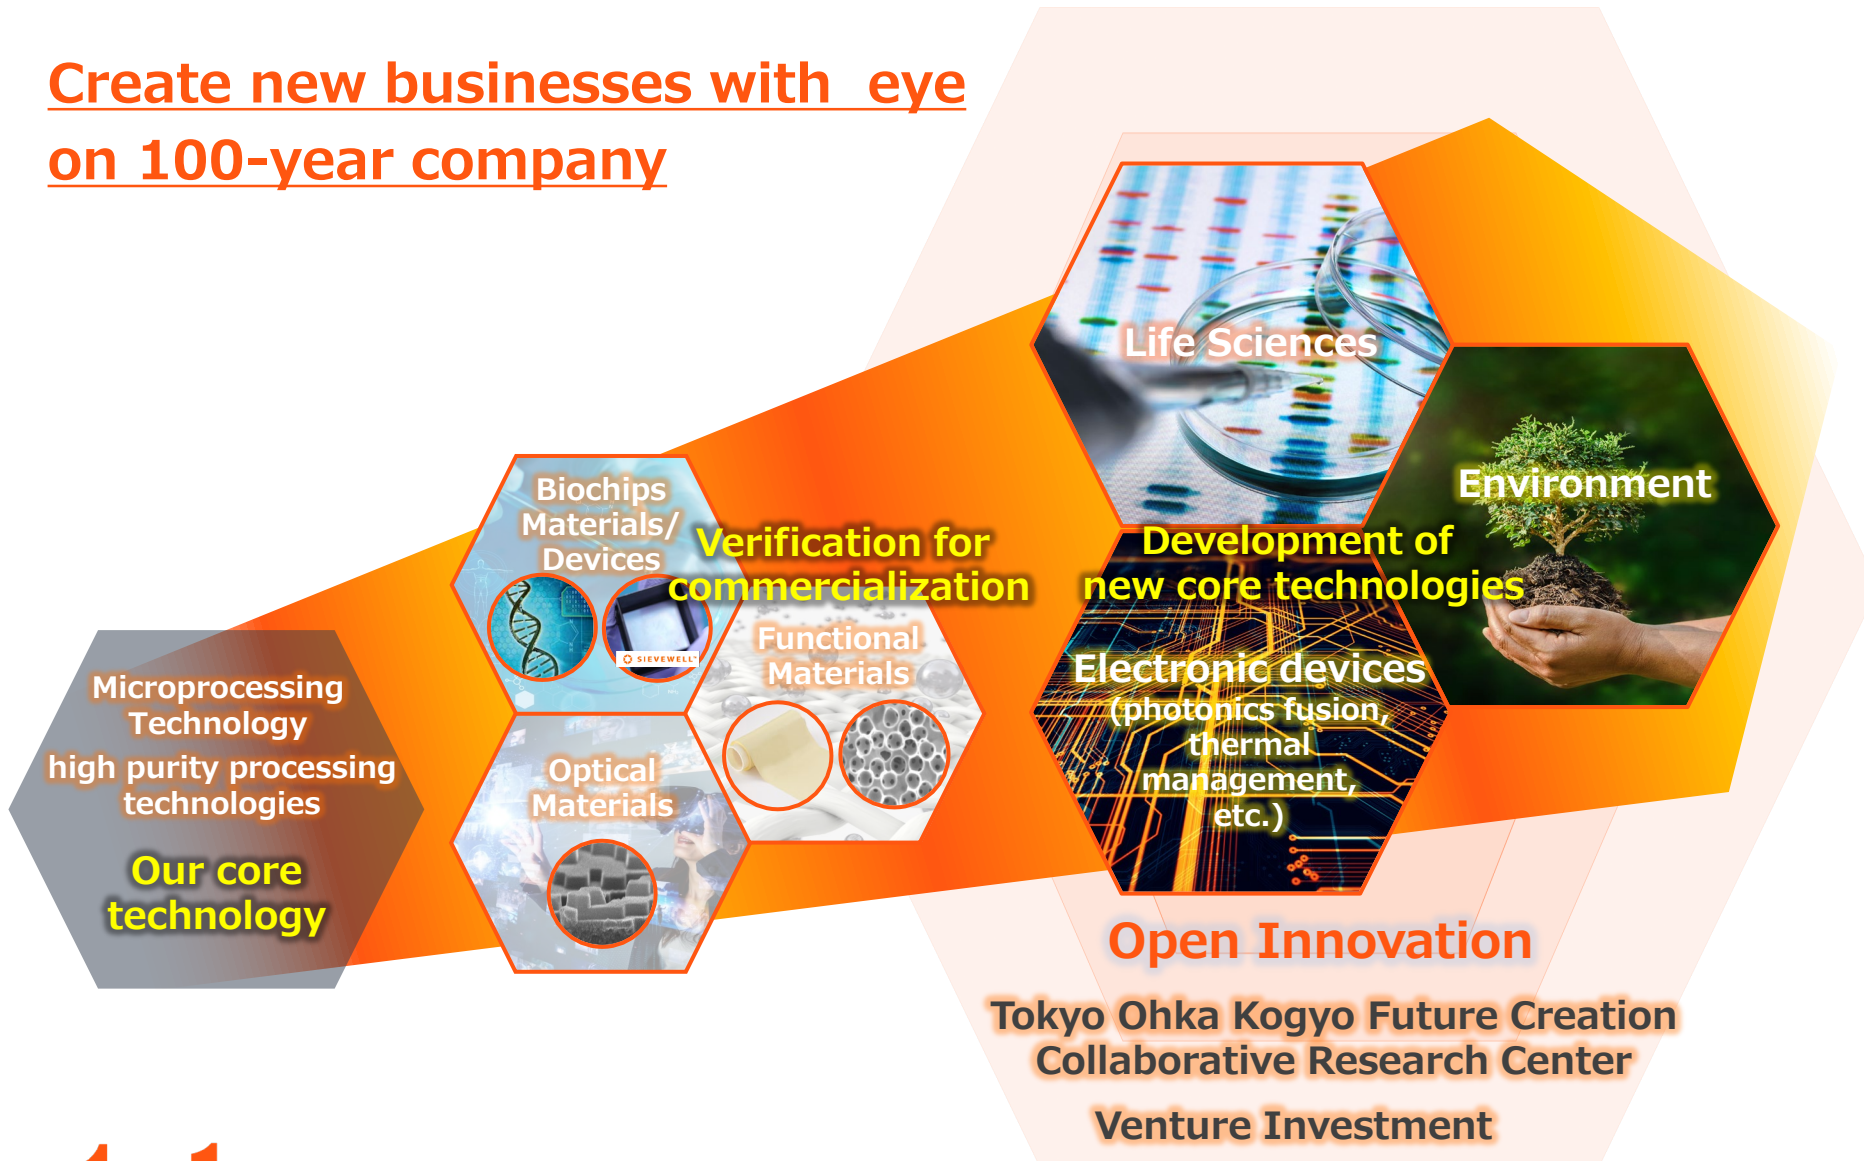 Create new businesses with eye
on 100-year company
Microprocessing
Technology
high purity processing
technologies
Our core
technology
Biochips
Materials/
Devices
SIEVEWELL
Optical
Materials
Functional
Materials
Verification for
commercialization
Life Sciences
Environment
Development of
new core technologies
Electronic devices
(photonics fusion,
thermal
management,
etc.)
Open Innovation
Tokyo Ohka Kogyo Future Creation
Collaborative Research Center
Venture Investment